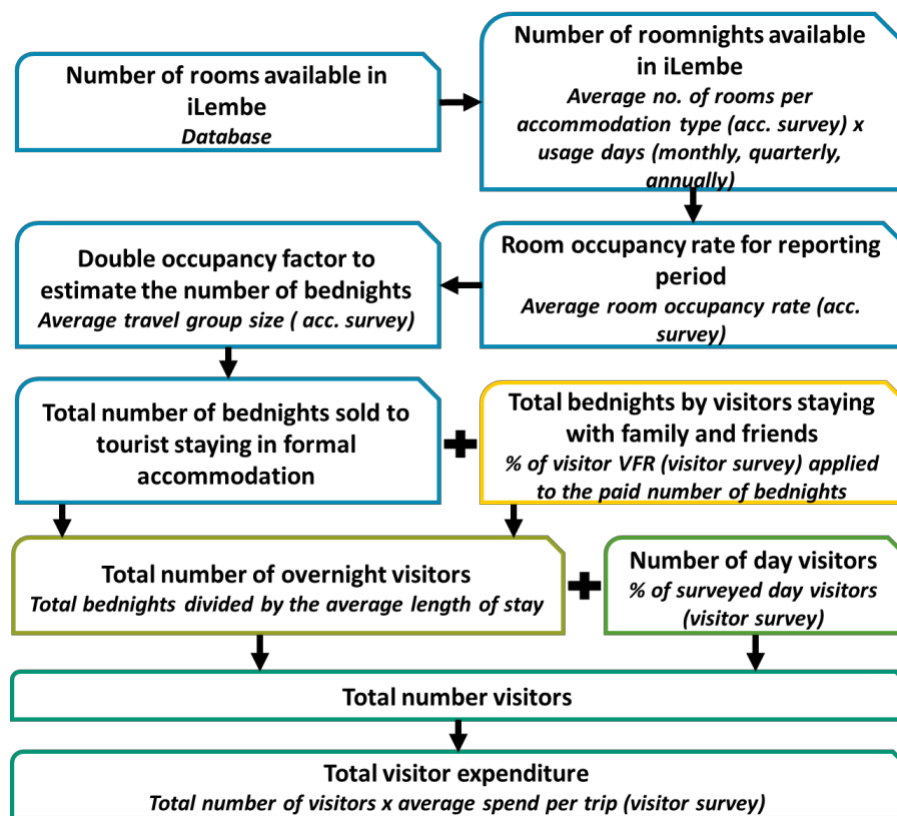 Number of rooms available in
iLembe
Database
Number of roomnights available
in iLembe
Average no. of rooms per
accommodation type (acc. survey) x
usage days (monthly, quarterly,
annually)
Double occupancy factor to
estimate the number of bednights
Average travel group size ( acc. survey)
Room occupancy rate for reporting
period
Average room occupancy rate (acc.
survey)
Total number of bednights sold to
tourist staying in formal
accommodation
+
Total bednights by visitors staying
with family and friends
% of visitor VFR (visitor survey) applied
to the paid number of bednights
Total number of overnight visitors
Total bednights divided by the average length of stay
+
Number of day visitors
% of surveyed day visitors
(visitor survey)
Total number visitors
Total visitor expenditure
Total number of visitors x average spend per trip (visitor survey)